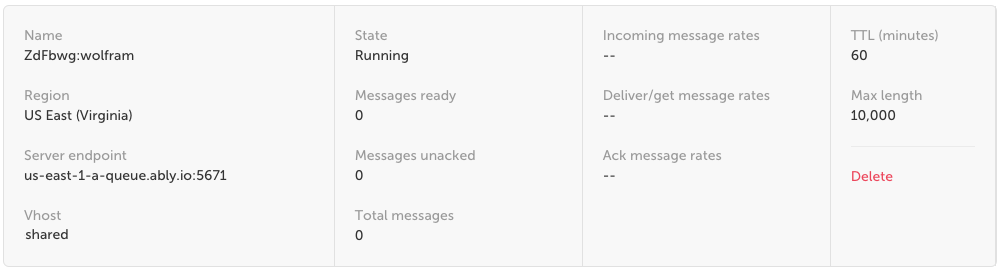 Name
ZdFbwg:wolfram
Region
US East (Virginia)
Server endpoint
us-east-1-a-queue.ably.io:5671
Vhost
shared
State
Running
Messages ready
0
Messages unacked
0
Total messages
0
Incoming message rates
--
Deliver/get message rates
--
Ack message rates
--
TTL (minutes)
60
Max length
10,000
Delete